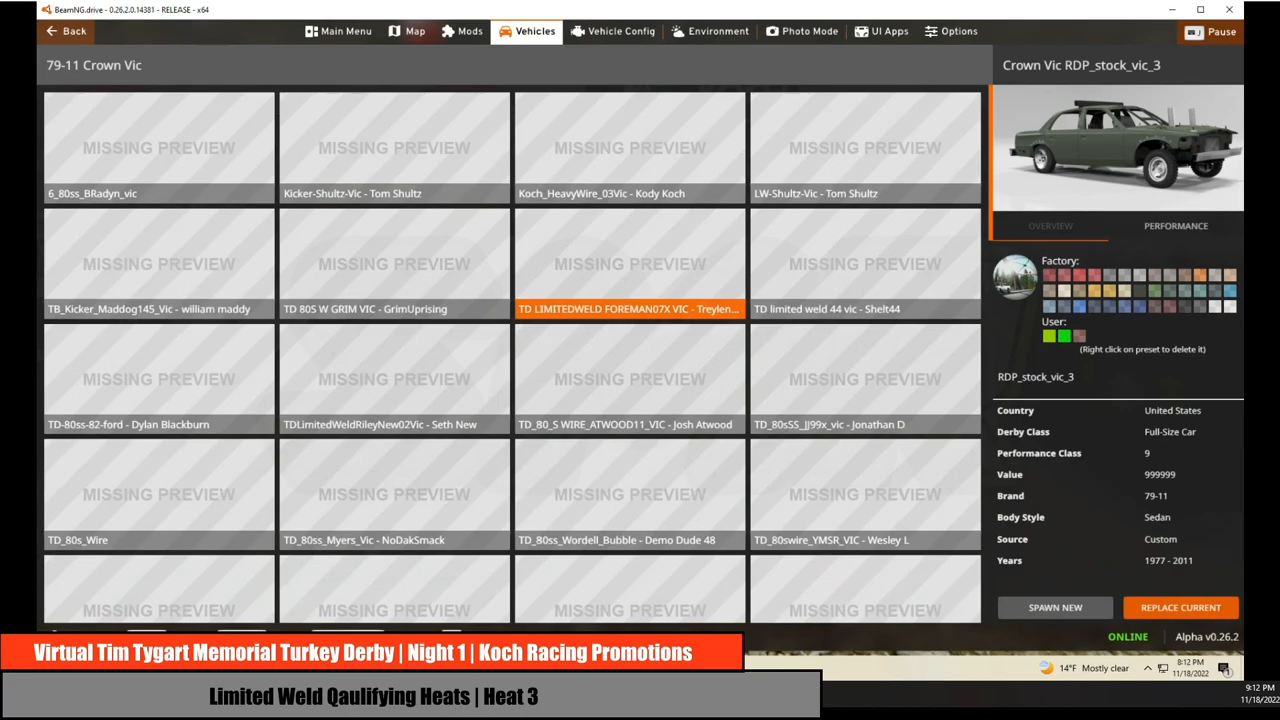 BeamNG.drive - 0.26.2.0.14381 - RELEASE - x64
Back
Main Menu
Map
Mods
Vehicles
Vehicle Config
Environment
Photo Mode
UI Apps
Options
J Pause
79-11 Crown Vic
Crown Vic RDP_stock_vic_3
MISSING PREVIEW MISSING PREVIEW MISSING PREVIEW MISSING PREVIEW
6_80ss_BRadyn_vic
Kicker-Shultz-Vic - Tom Shultz
Koch_HeavyWire_03Vic - Kody Koch
LW-Shultz-Vic - Tom Shultz
MISSING PREVIEW MISSING PREVIEW MISSING PREVIEW MISSING PREVIEW
TB_Kicker_Maddog145_Vic - william maddy
TD 80S W GRIM VIC - GrimUprising
TD LIMITEDWELD FOREMAN07X VIC - Treylen...
TD limited weld 44 vic - Shelt44
MISSING PREVIEW MISSING PREVIEW MISSING PREVIEW MISSING PREVIEW
TD-80ss-82-ford - Dylan Blackburn
TDLimitedWeldRileyNew02Vic - Seth New
TD_80_S WIRE_ATWOOD11_VIC - Josh Atwood
TD_80sSS_JJ99x_vic - Jonathan D
MISSING PREVIEW MISSING PREVIEW MISSING PREVIEW MISSING PREVIEW
TD_80s_Wire
TD_80ss_Myers_Vic - NoDakSmack
TD_80ss_Wordell_Bubble - Demo Dude 48
TD_80swire_YMSR_VIC - Wesley L
MISSING PREVIEW MISSING PREVIEW MISSING PREVIEW MISSING PREVIEW
OVERVIEW PERFORMANCE
Factory:
User:
(Right click on preset to delete it)
RDP_stock_vic_3
Country United States
Derby Class Full-Size Car
Performance Class 9
Value 999999
Brand 79-11
Body Style Sedan
Source Custom
Years 1977 - 2011
SPAWN NEW REPLACE CURRENT
ONLINE Alpha v0.26.2
Virtual Tim Tygart Memorial Turkey Derby | Night 1 | Koch Racing Promotions
Limited Weld Qaulifying Heats | Heat 3
14°F Mostly clear
8:12 PM
11/18/2022
1
9:12 PM
11/18/2022